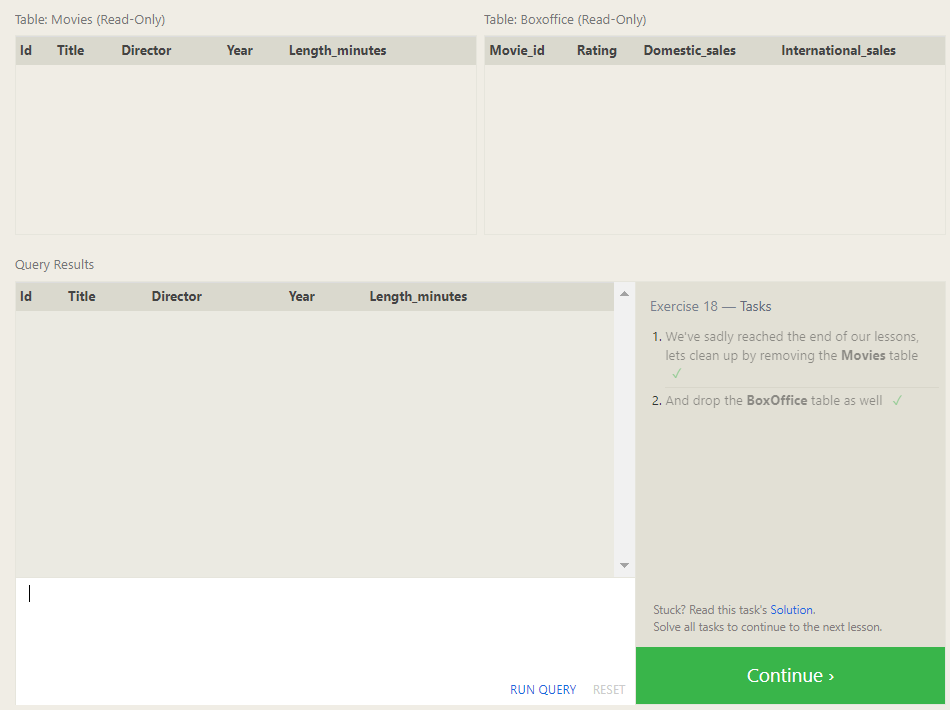 Table: Movies (Read-Only)
Table: Boxoffice (Read-Only)
Id Title Director Year Length_minutes
Movie_id Rating Domestic_sales International_sales
Query Results
Id Title Director Year Length_minutes
Exercise 18 — Tasks
1. We've sadly reached the end of our lessons,
lets clean up by removing the Movies table
✓
2. And drop the BoxOffice table as well ✓
Stuck? Read this task's Solution.
Solve all tasks to continue to the next lesson.
RUN QUERY RESET
Continue ›